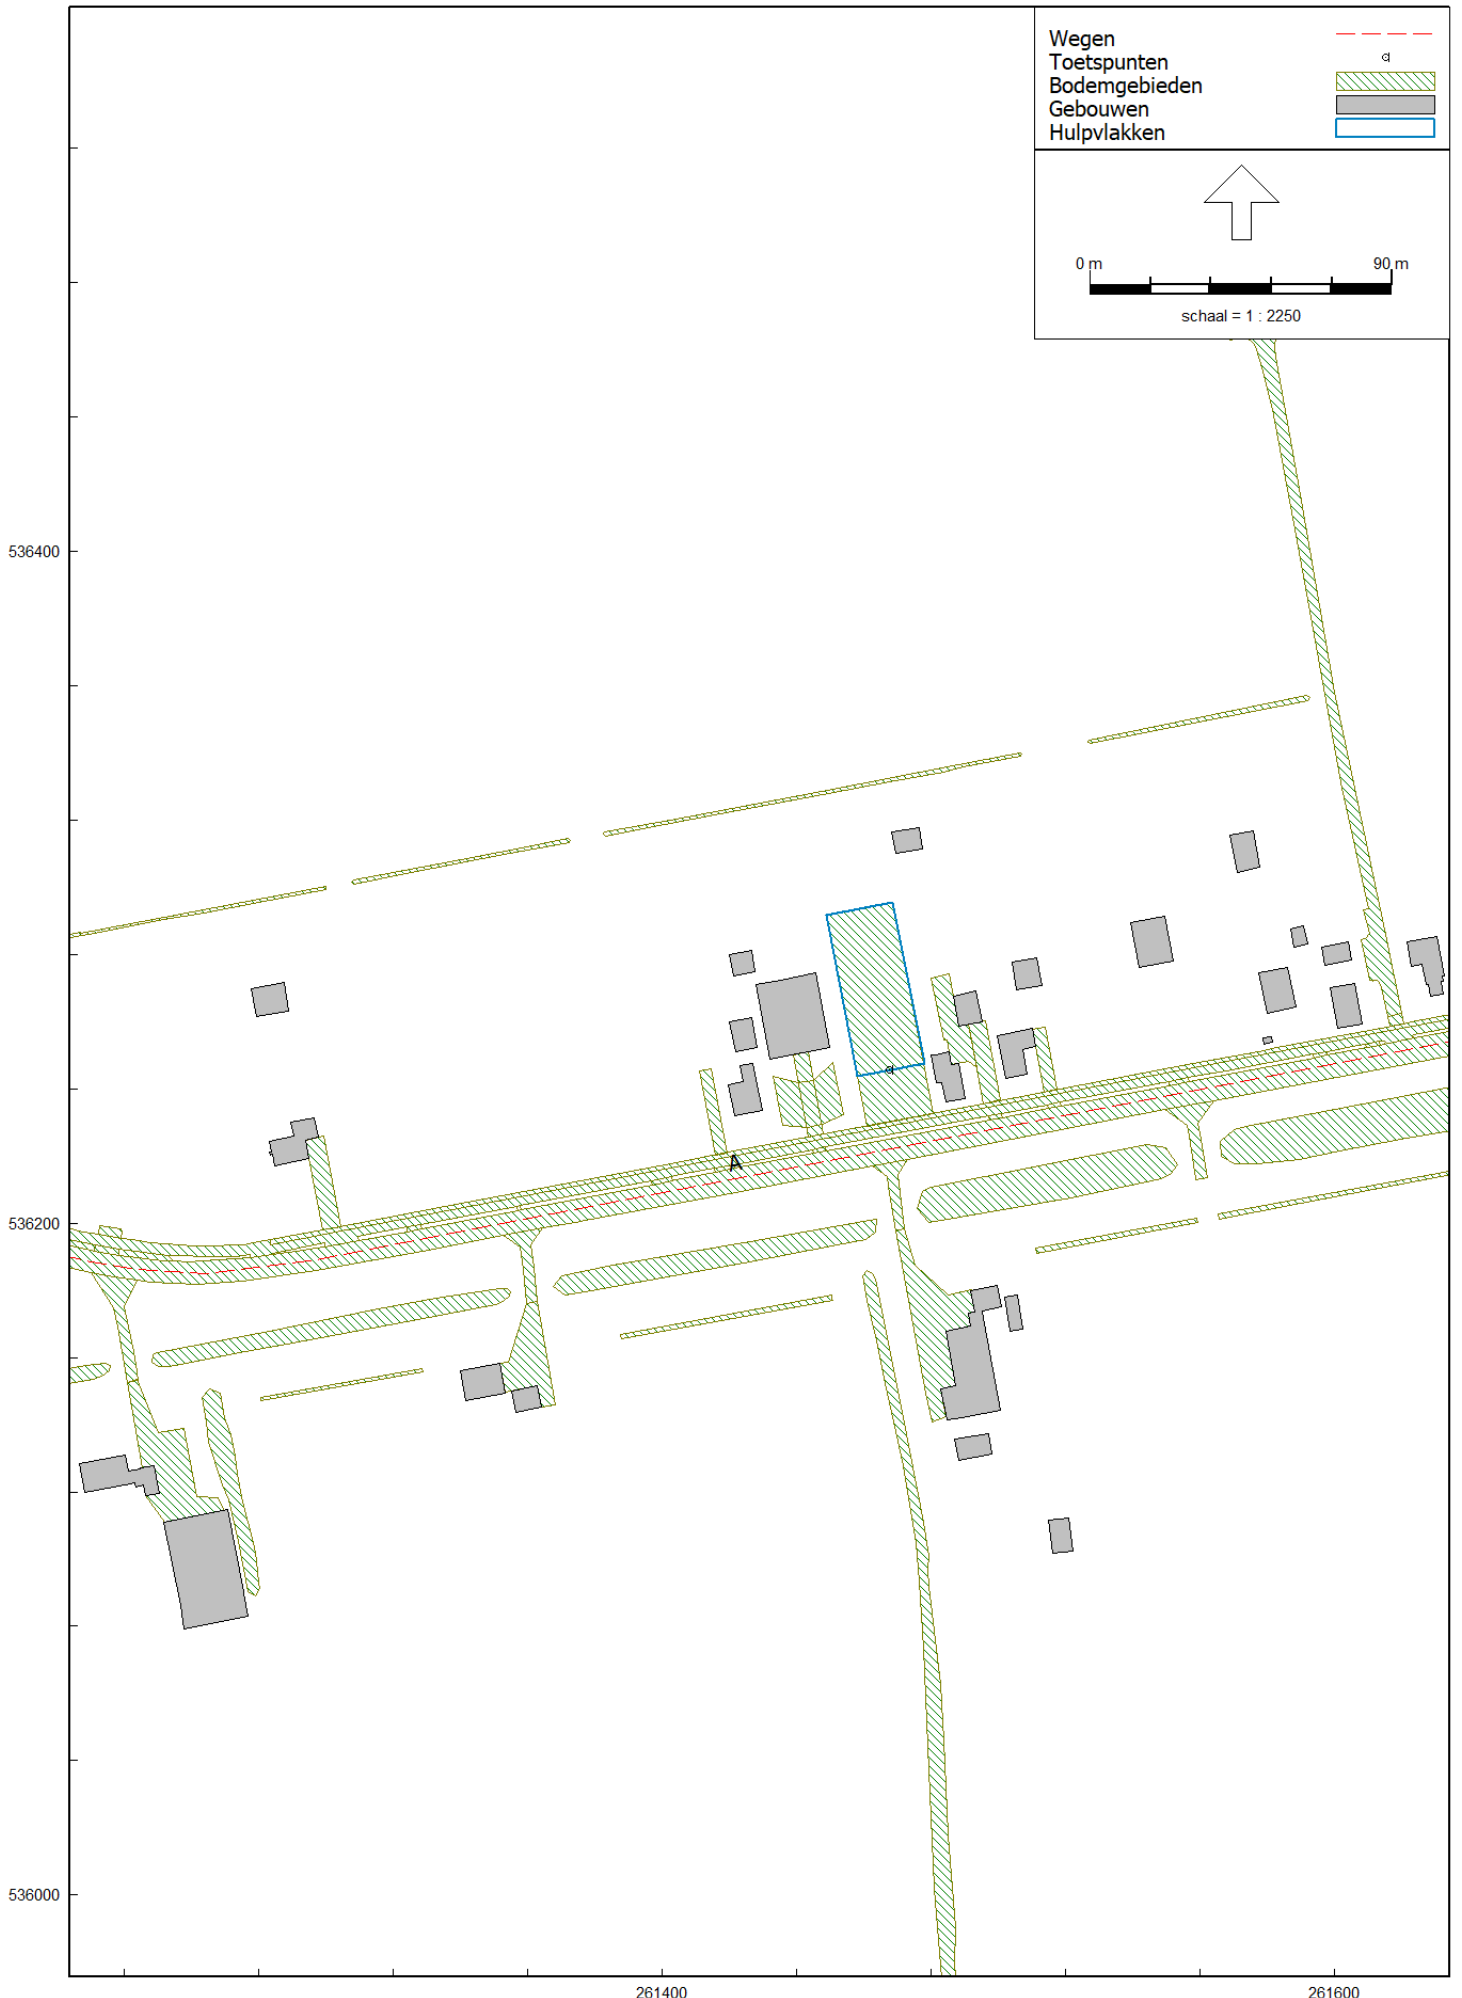 Wegen
Toetspunten
Bodemgebieden
Gebouwen
Hulpvlakken
0 m 90 m
schaal = 1 : 2250
536400
A
536200
536000
261400 261600